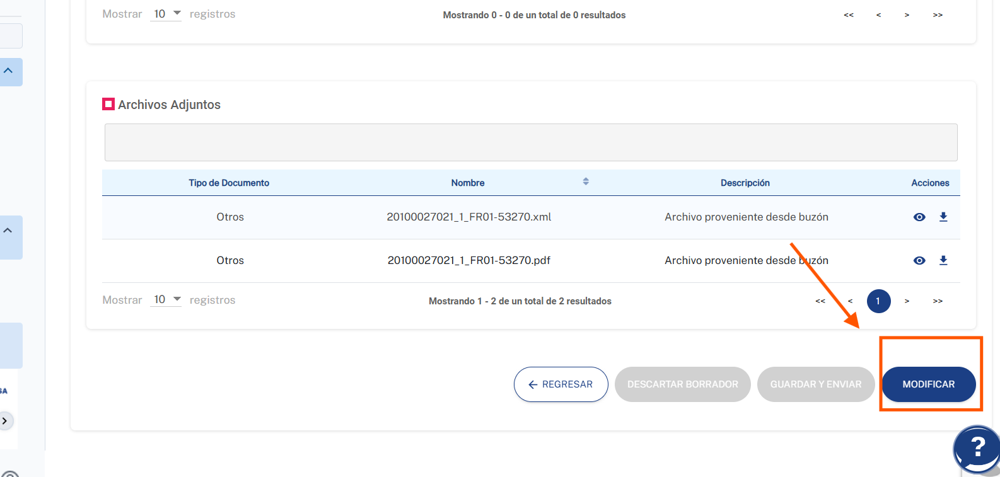 Mostrar 10 registros
Mostrando 0 - 0 de un total de 0 resultados
<< < > >>
Archivos Adjuntos
Tipo de Documento Nombre Descripción Acciones
Otros 20100027021_1_FR01-53270.xml Archivo proveniente desde buzón
Otros 20100027021_1_FR01-53270.pdf Archivo proveniente desde buzón
Mostrar 10 registros
Mostrando 1 - 2 de un total de 2 resultados
<< < 1 > >>
← REGRESAR
DESCARTAR BORRADOR
GUARDAR Y ENVIAR
MODIFICAR
SA
>
?